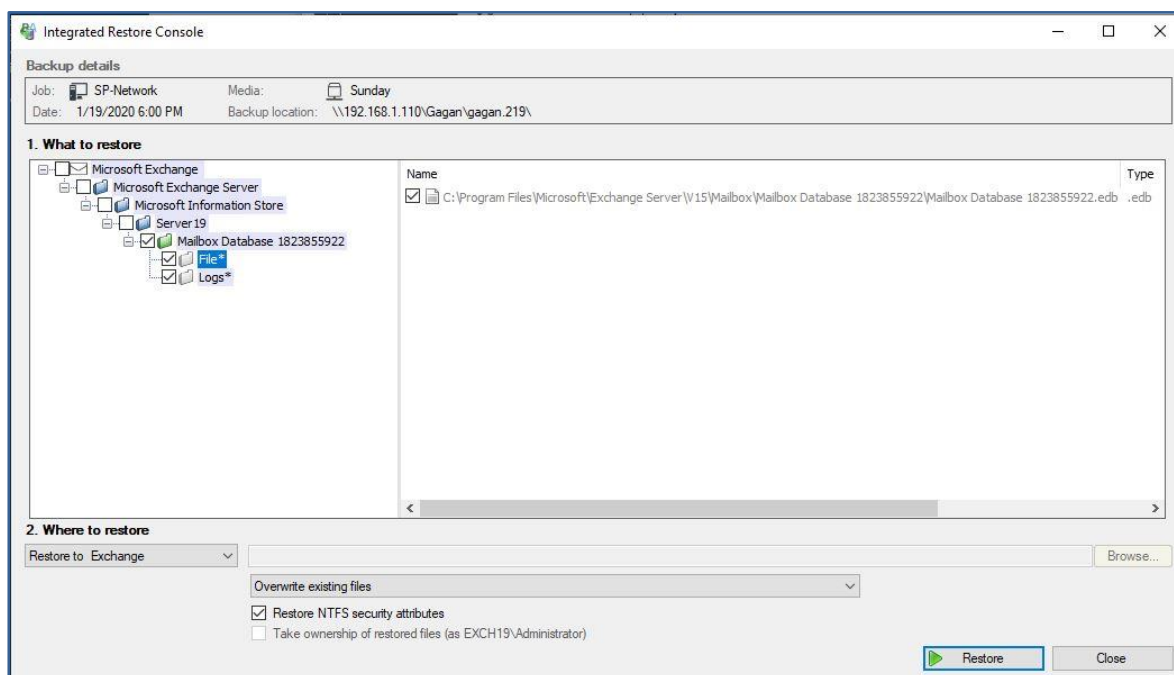 Integrated Restore Console
Backup details
Job: SP-Network Media: Sunday
Date: 1/19/2020 6:00 PM Backup location: \\192.168.1.110\Gagan\gagan.219\
1. What to restore
Microsoft Exchange
Microsoft Exchange Server
Microsoft Information Store
Server19
Mailbox Database 1823855922
File*
Logs*
Name Type
C:\Program Files\Microsoft\Exchange Server\V15\Mailbox\Mailbox Database 1823855922\Mailbox Database 1823855922.edb .edb
2. Where to restore
Restore to Exchange Browse...
Overwrite existing files
Restore NTFS security attributes
Take ownership of restored files (as EXCH19\Administrator)
Restore Close